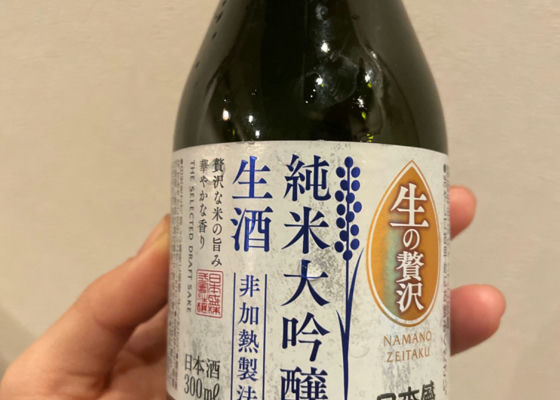 生の贅沢
NAMANO
ZEITAKU
純米大吟醸
生酒
非加熱製法
贅沢な米の旨み
華やかな香り
THE SELECTED DRAFT SAKE
日本酒
300mℓ
日本盛